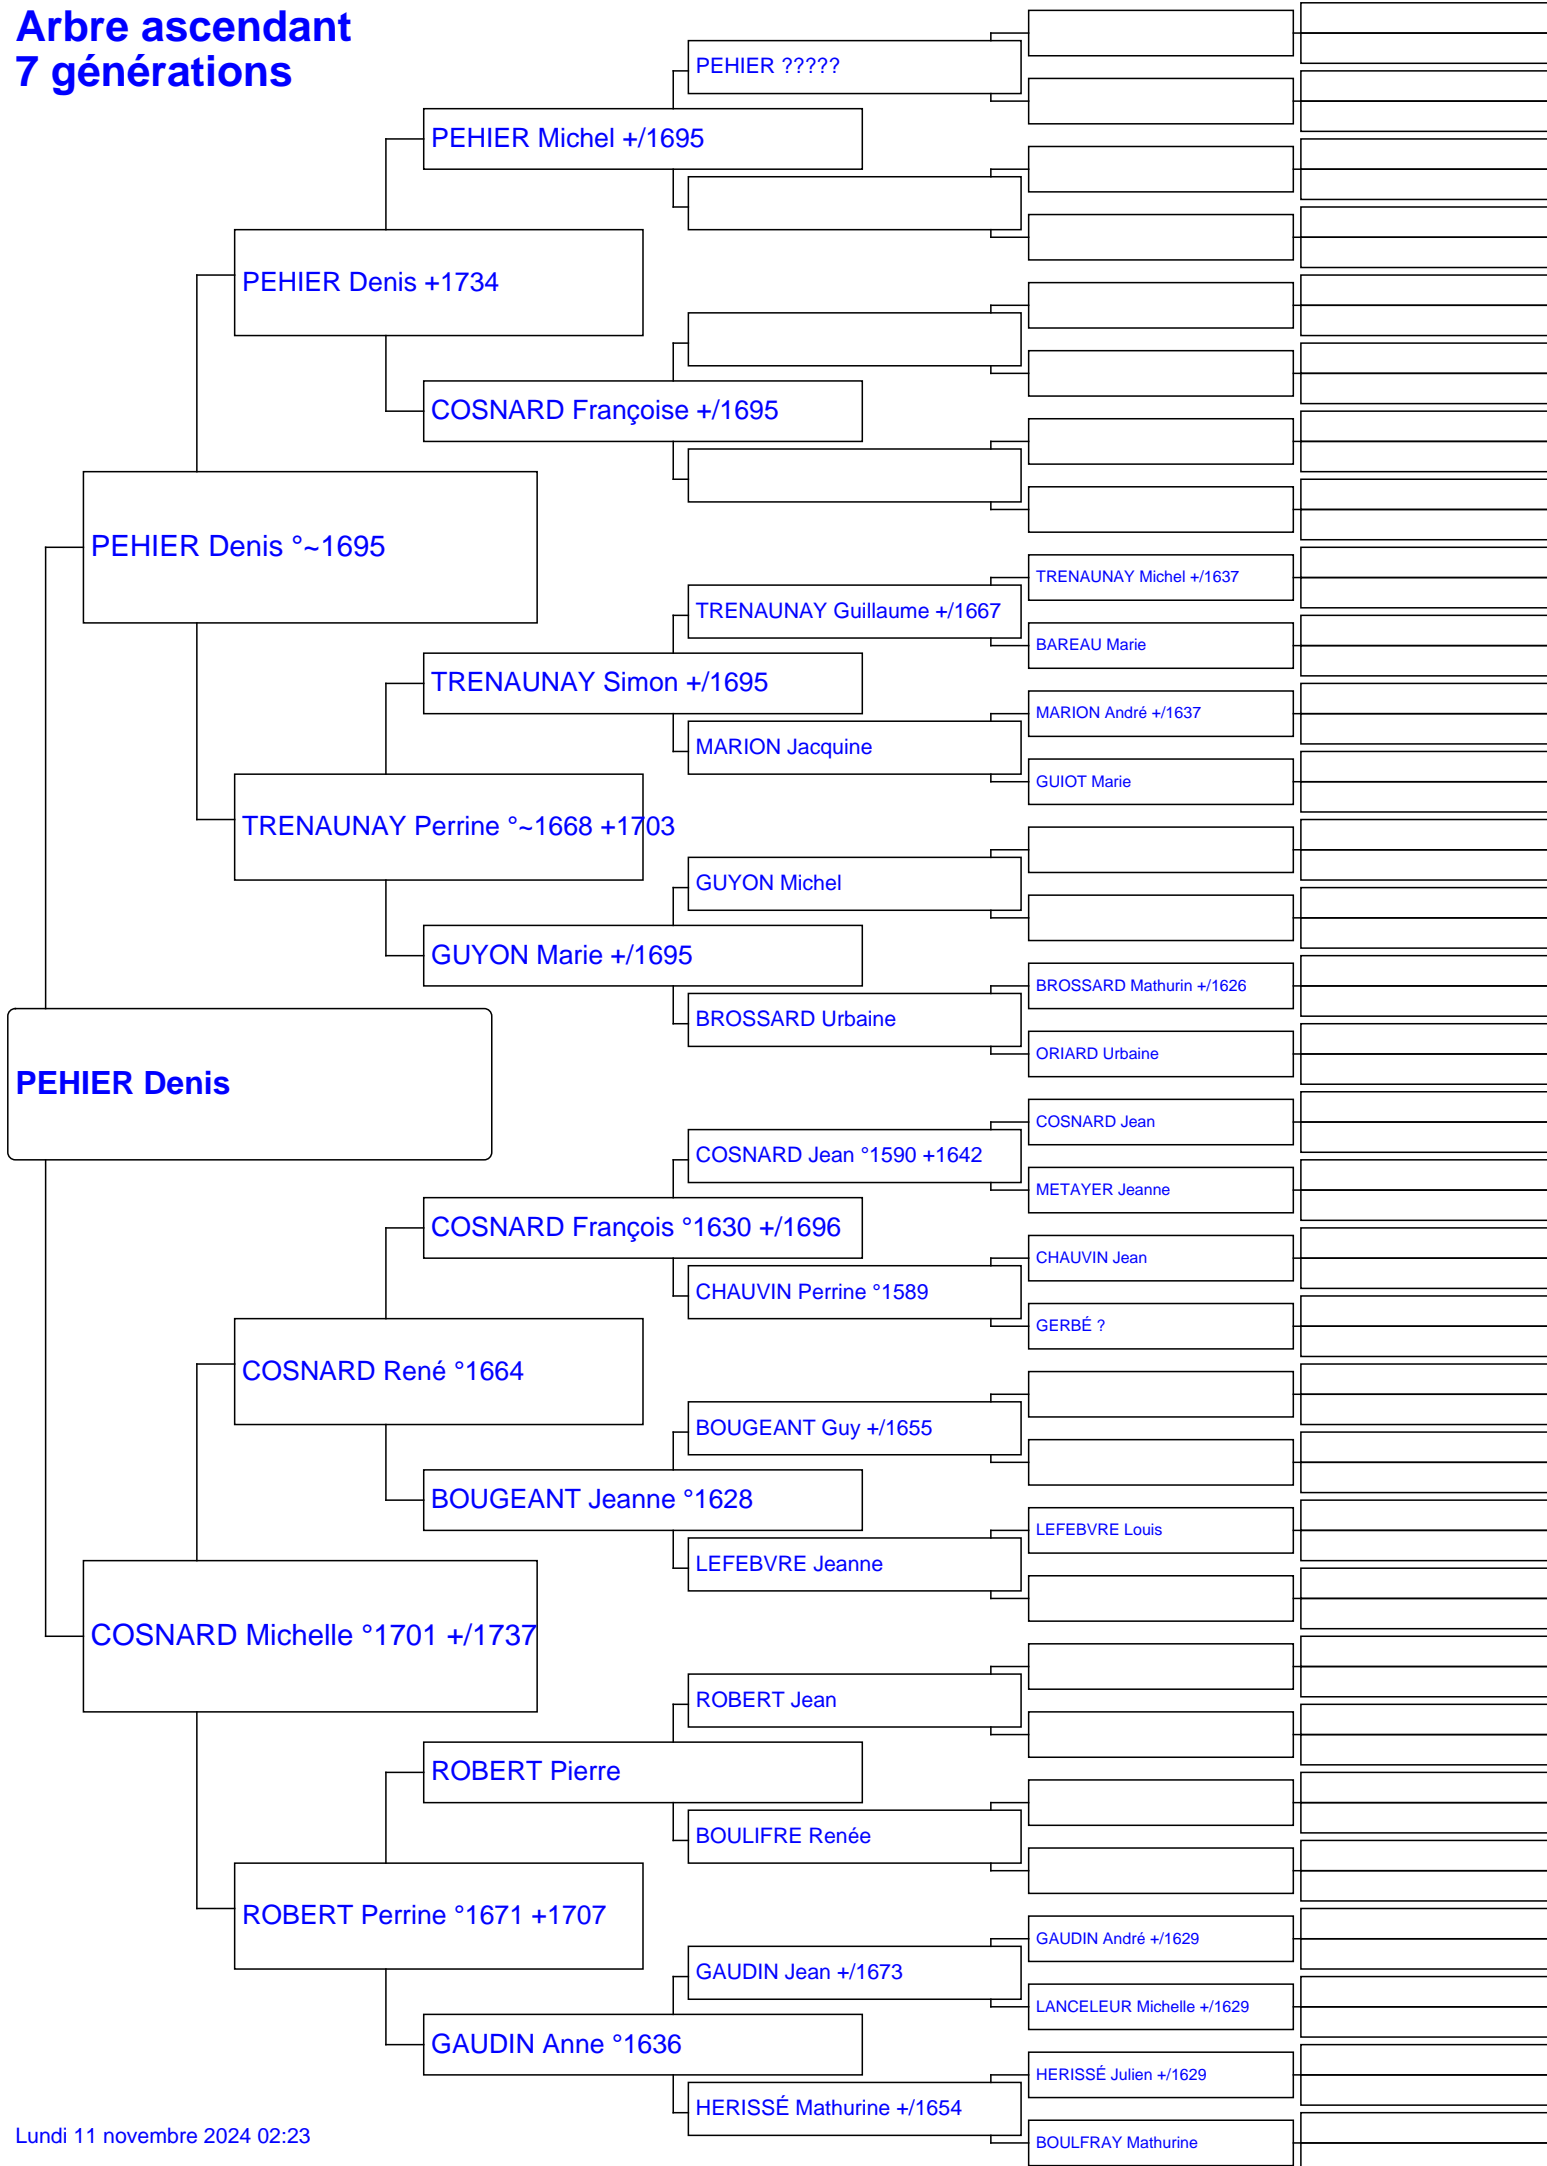 Arbre ascendant
7 générations
PEHIER ?????
PEHIER Michel +/1695
PEHIER Denis +1734
COSNARD Françoise +/1695
PEHIER Denis °~1695
TRENAUNAY Michel +/1637
TRENAUNAY Guillaume +/1667
BAREAU Marie
TRENAUNAY Simon +/1695
MARION André +/1637
MARION Jacquine
GUIOT Marie
TRENAUNAY Perrine °~1668 +1703
GUYON Michel
GUYON Marie +/1695
BROSSARD Mathurin +/1626
BROSSARD Urbaine
ORIARD Urbaine
PEHIER Denis
COSNARD Jean
COSNARD Jean °1590 +1642
METAYER Jeanne
COSNARD François °1630 +/1696
CHAUVIN Jean
CHAUVIN Perrine °1589
GERBÉ ?
COSNARD René °1664
BOUGEANT Guy +/1655
BOUGEANT Jeanne °1628
LEFEBVRE Louis
LEFEBVRE Jeanne
COSNARD Michelle °1701 +/1737
ROBERT Jean
ROBERT Pierre
BOULIFRE Renée
ROBERT Perrine °1671 +1707
GAUDIN André +/1629
GAUDIN Jean +/1673
LANCELEUR Michelle +/1629
GAUDIN Anne °1636
HERISSÉ Julien +/1629
HERISSÉ Mathurine +/1654
BOULFRAY Mathurine
Lundi 11 novembre 2024 02:23